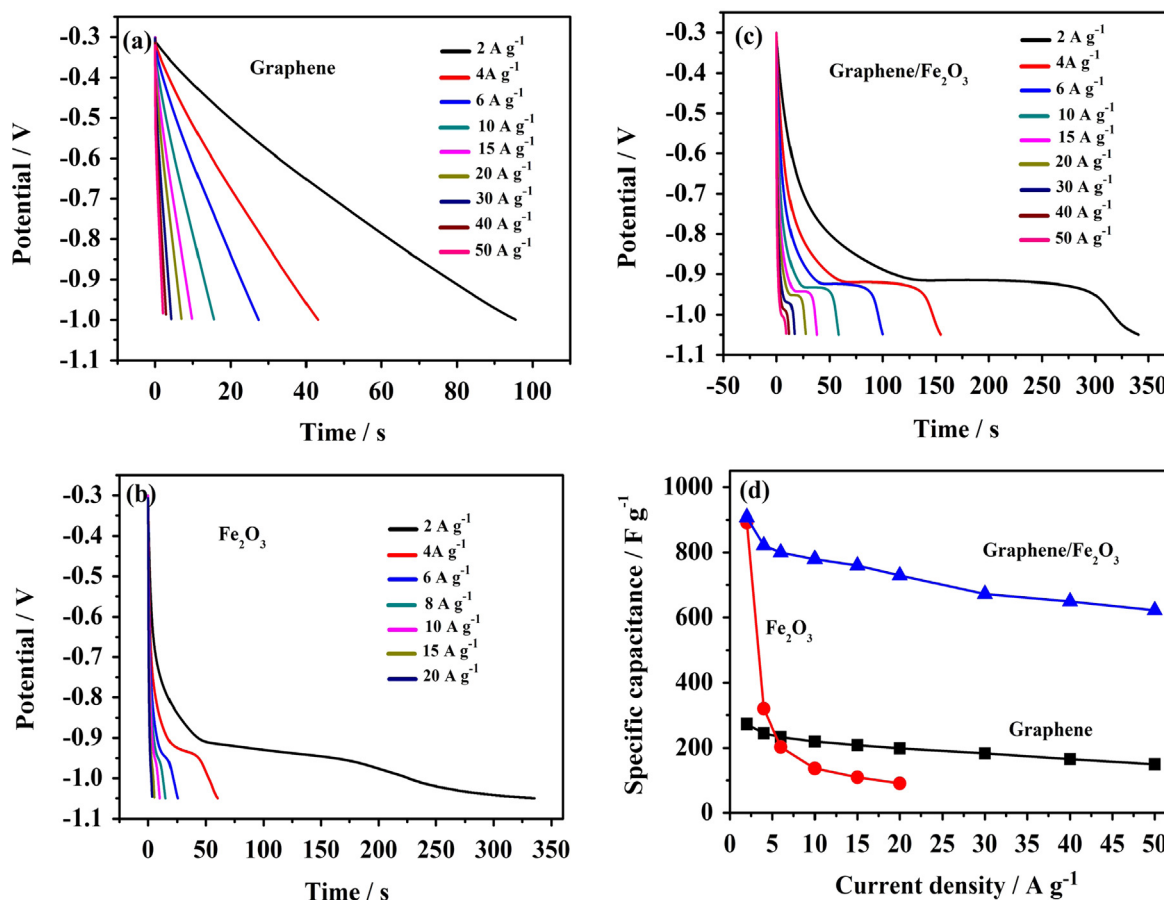 (a)
Graphene
2 A g⁻¹
4A g⁻¹
6 A g⁻¹
10 A g⁻¹
15 A g⁻¹
20 A g⁻¹
30 A g⁻¹
40 A g⁻¹
50 A g⁻¹
-0.3
-0.4
-0.5
-0.6
-0.7
-0.8
-0.9
-1.0
-1.1
Potential / V
0 20 40 60 80 100
Time / s
(c)
Graphene/Fe₂O₃
2 A g⁻¹
4 A g⁻¹
6 A g⁻¹
10 A g⁻¹
15 A g⁻¹
20 A g⁻¹
30 A g⁻¹
40 A g⁻¹
50 A g⁻¹
-0.3
-0.4
-0.5
-0.6
-0.7
-0.8
-0.9
-1.0
-1.1
Potential / V
-50 0 50 100 150 200 250 300 350
Time / s
(b)
Fe₂O₃
2 A g⁻¹
4A g⁻¹
6 A g⁻¹
8 A g⁻¹
10 A g⁻¹
15 A g⁻¹
20 A g⁻¹
-0.3
-0.4
-0.5
-0.6
-0.7
-0.8
-0.9
-1.0
-1.1
Potential / V
0 50 100 150 200 250 300 350
Time / s
(d)
Graphene/Fe₂O₃
Fe₂O₃
Graphene
1000
800
600
400
200
0
Specific capacitance / F g⁻¹
0 5 10 15 20 25 30 35 40 45 50
Current density / A g⁻¹